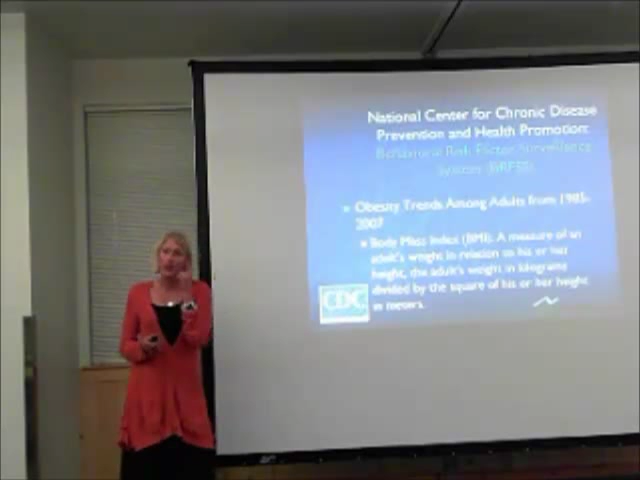 National Center for Chronic Disease
Prevention and Health Promotion:
Behavioral Risk Factor Surveillance
System (BRFSS)
Obesity Trends Among Adults from 1985-
2007
Body Mass Index (BMI): A measure of an
adult's weight in relation to his or her
height, the adult's weight in kilograms
divided by the square of his or her height
in meters.
CDC